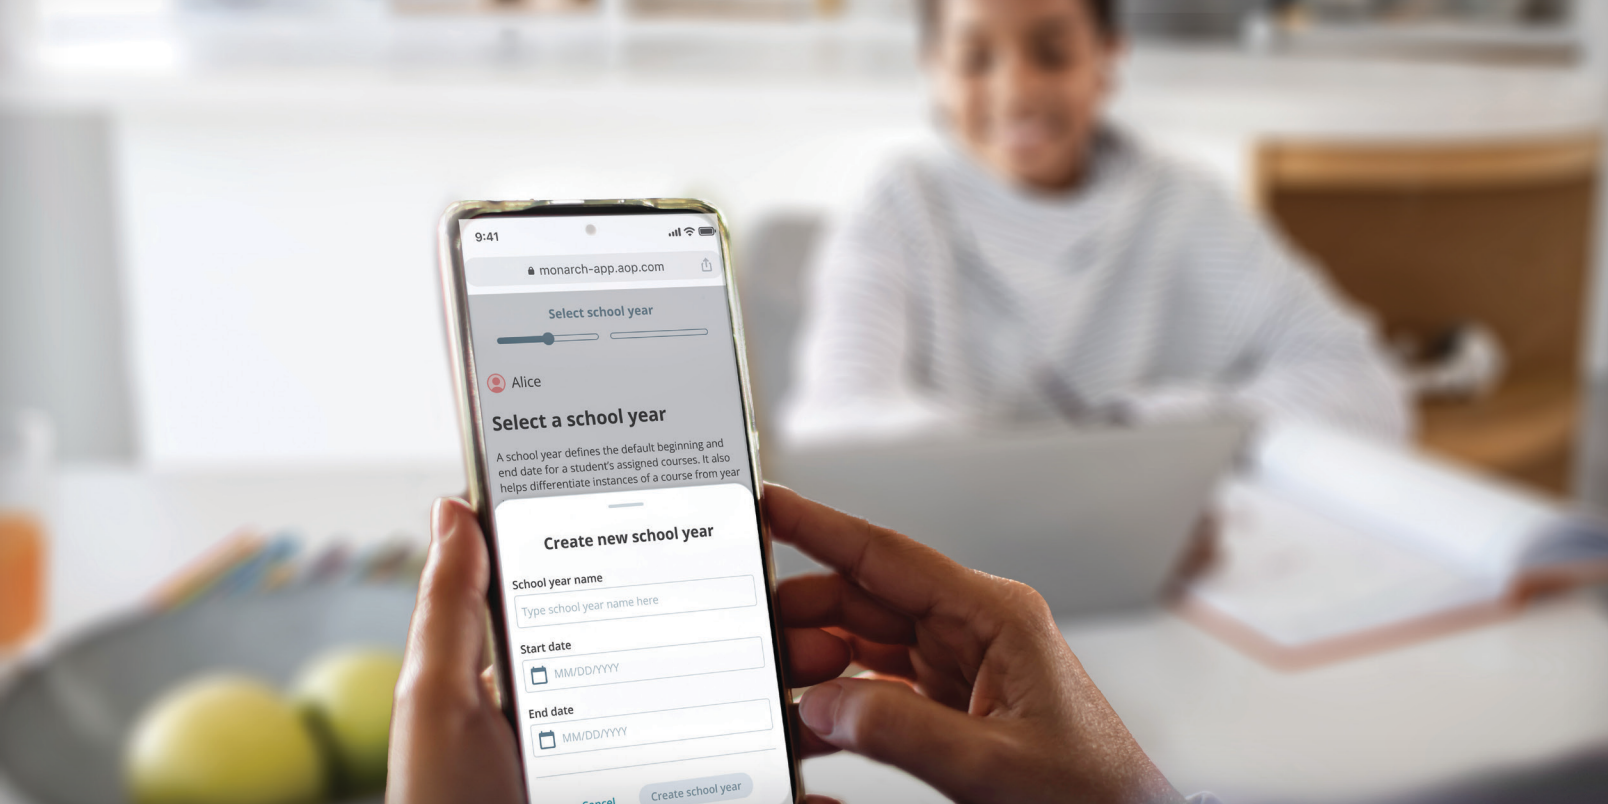 9:41
monarch-app.aop.com
Select school year
Alice
Select a school year
A school year defines the default beginning and
end date for a student's assigned courses. It also
helps differentiate instances of a course from year
Create new school year
School year name
Type school year name here
Start date
MM/DD/YYYY
End date
MM/DD/YYYY
Cancel
Create school year